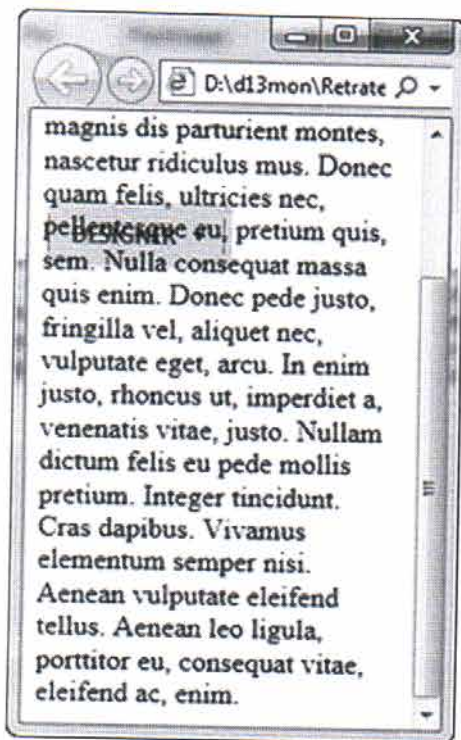 D:\d13mon\Retrate
magnis dis parturient montes,
nascetur ridiculus mus. Donec
quam felis, ultricies nec,
pellentesque eu, pretium quis,
DESIGNER
sem. Nulla consequat massa
quis enim. Donec pede justo,
fringilla vel, aliquet nec,
vulputate eget, arcu. In enim
justo, rhoncus ut, imperdiet a,
venenatis vitae, justo. Nullam
dictum felis eu pede mollis
pretium. Integer tincidunt.
Cras dapibus. Vivamus
elementum semper nisi.
Aenean vulputate eleifend
tellus. Aenean leo ligula,
porttitor eu, consequat vitae,
eleifend ac, enim.